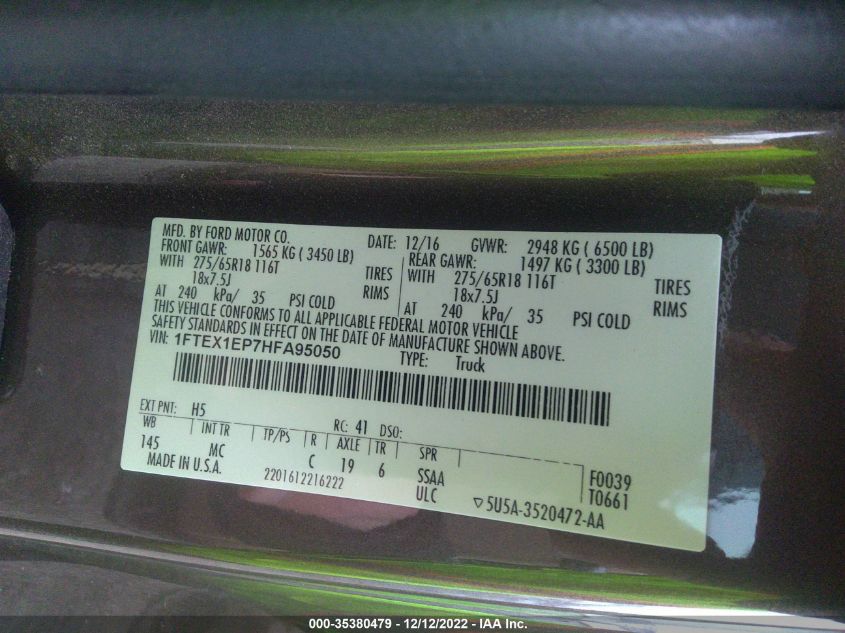 MFD. BY FORD MOTOR CO. DATE: 12/16 GVWR: 2948 KG ( 6500 LB)
FRONT GAWR: 1565 KG ( 3450 LB) REAR GAWR: 1497 KG ( 3300 LB)
WITH 275/65R18 116T TIRES WITH 275/65R18 116T TIRES
18x7.5J RIMS 18x7.5J RIMS
AT 240 kPa/ 35 PSI COLD AT 240 kPa/ 35 PSI COLD
THIS VEHICLE CONFORMS TO ALL APPLICABLE FEDERAL MOTOR VEHICLE
SAFETY STANDARDS IN EFFECT ON THE DATE OF MANUFACTURE SHOWN ABOVE.
VIN: 1FTEX1EP7HFA95050 TYPE: Truck
EXT PNT: H5 RC: 41 DSO:
WB INT TR TP/PS R AXLE TR SPR
145 MC C 19 6 SSAA F0039
MADE IN U.S.A. 2201612216222 ULC T0661
▽5U5A-3520472-AA
000-35380479 - 12/12/2022 - IAA Inc.